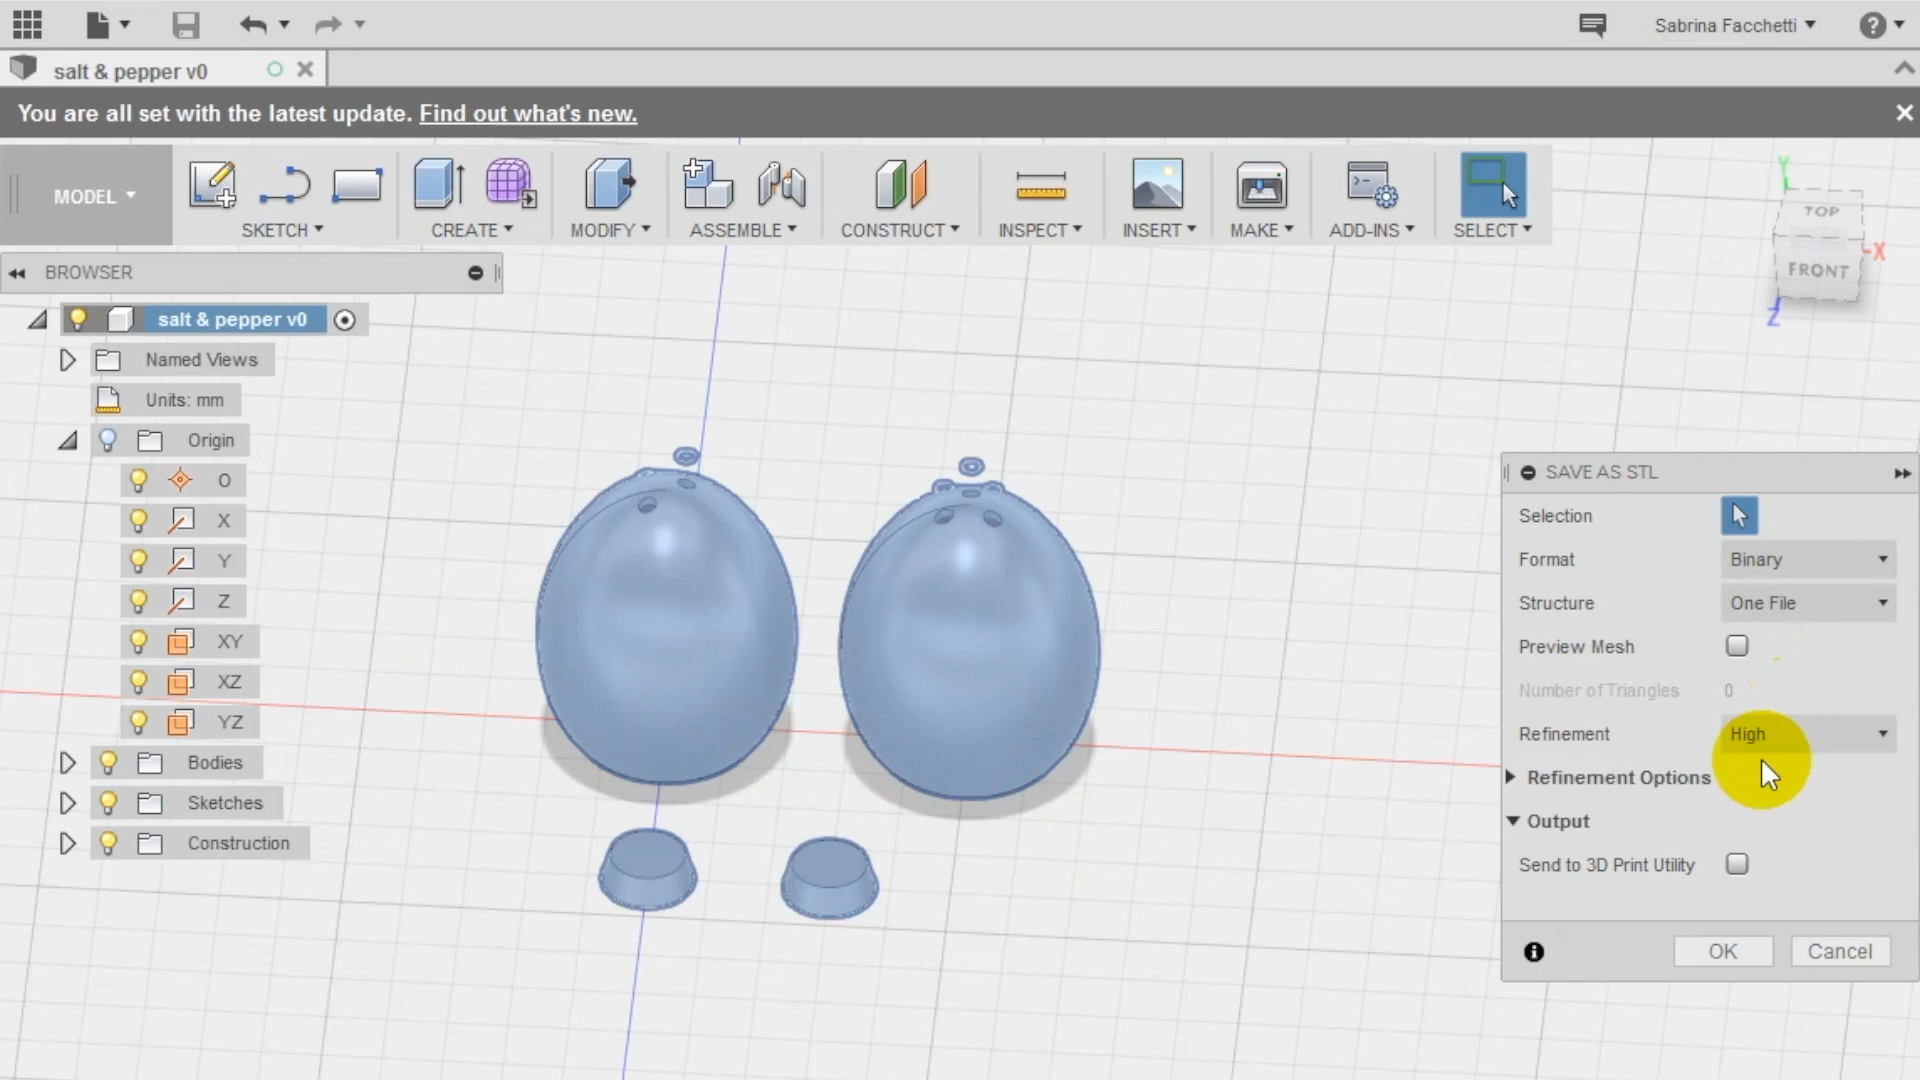 Sabrina Facchetti
?
salt & pepper v0
You are all set with the latest update. Find out what's new.
MODEL
SKETCH
CREATE
MODIFY
ASSEMBLE
CONSTRUCT
INSPECT
INSERT
MAKE
ADD-INS
SELECT
Y
TOP
-X
FRONT
Z
BROWSER
salt & pepper v0
Named Views
Units: mm
Origin
O
X
Y
Z
XY
XZ
YZ
Bodies
Sketches
Construction
SAVE AS STL
Selection
Format Binary
Structure One File
Preview Mesh
Number of Triangles 0
Refinement High
Refinement Options
Output
Send to 3D Print Utility
OK Cancel